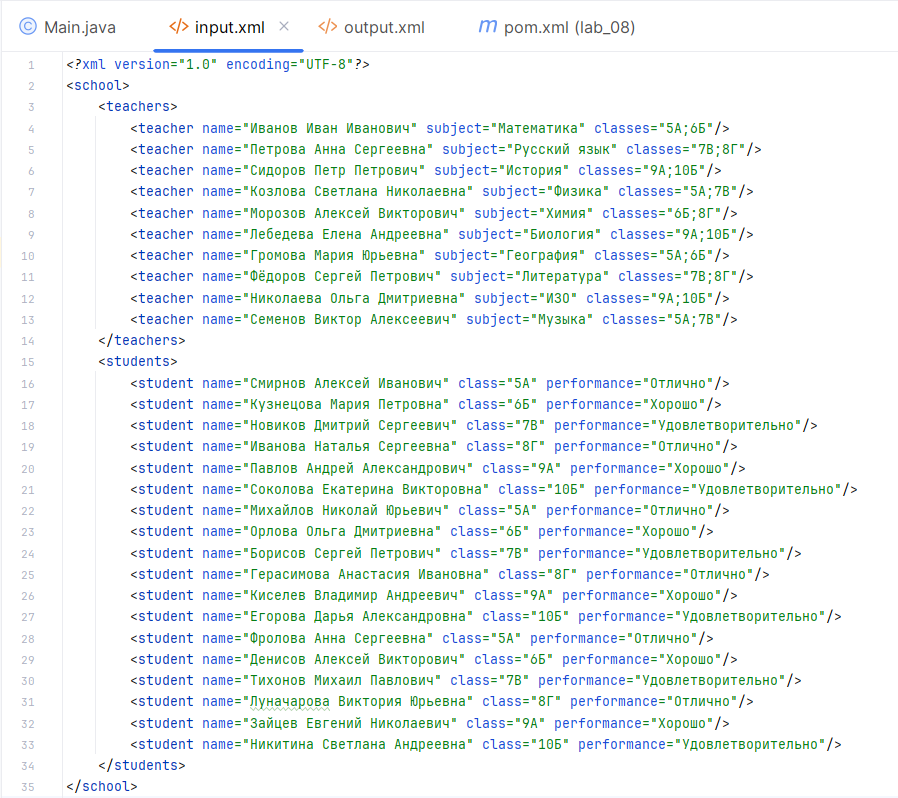 Main.java input.xml output.xml pom.xml (lab_08)
1 <?xml version="1.0" encoding="UTF-8"?>
2 <school>
3 <teachers>
4 <teacher name="Иванов Иван Иванович" subject="Математика" classes="5А;6Б"/>
5 <teacher name="Петрова Анна Сергеевна" subject="Русский язык" classes="7В;8Г"/>
6 <teacher name="Сидоров Петр Петрович" subject="История" classes="9А;10Б"/>
7 <teacher name="Козлова Светлана Николаевна" subject="Физика" classes="5А;7В"/>
8 <teacher name="Морозов Алексей Викторович" subject="Химия" classes="6Б;8Г"/>
9 <teacher name="Лебедева Елена Андреевна" subject="Биология" classes="9А;10Б"/>
10 <teacher name="Громова Мария Юрьевна" subject="География" classes="5А;6Б"/>
11 <teacher name="Фёдоров Сергей Петрович" subject="Литература" classes="7В;8Г"/>
12 <teacher name="Николаева Ольга Дмитриевна" subject="ИЗО" classes="9А;10Б"/>
13 <teacher name="Семенов Виктор Алексеевич" subject="Музыка" classes="5А;7В"/>
14 </teachers>
15 <students>
16 <student name="Смирнов Алексей Иванович" class="5А" performance="Отлично"/>
17 <student name="Кузнецова Мария Петровна" class="6Б" performance="Хорошо"/>
18 <student name="Новиков Дмитрий Сергеевич" class="7В" performance="Удовлетворительно"/>
19 <student name="Иванова Наталья Сергеевна" class="8Г" performance="Отлично"/>
20 <student name="Павлов Андрей Александрович" class="9А" performance="Хорошо"/>
21 <student name="Соколова Екатерина Викторовна" class="10Б" performance="Удовлетворительно"/>
22 <student name="Михайлов Николай Юрьевич" class="5А" performance="Отлично"/>
23 <student name="Орлова Ольга Дмитриевна" class="6Б" performance="Хорошо"/>
24 <student name="Борисов Сергей Петрович" class="7В" performance="Удовлетворительно"/>
25 <student name="Герасимова Анастасия Ивановна" class="8Г" performance="Отлично"/>
26 <student name="Киселев Владимир Андреевич" class="9А" performance="Хорошо"/>
27 <student name="Егорова Дарья Александровна" class="10Б" performance="Удовлетворительно"/>
28 <student name="Фролова Анна Сергеевна" class="5А" performance="Отлично"/>
29 <student name="Денисов Алексей Викторович" class="6Б" performance="Хорошо"/>
30 <student name="Тихонов Михаил Павлович" class="7В" performance="Удовлетворительно"/>
31 <student name="Луначарова Виктория Юрьевна" class="8Г" performance="Отлично"/>
32 <student name="Зайцев Евгений Николаевич" class="9А" performance="Хорошо"/>
33 <student name="Никитина Светлана Андреевна" class="10Б" performance="Удовлетворительно"/>
34 </students>
35 </school>